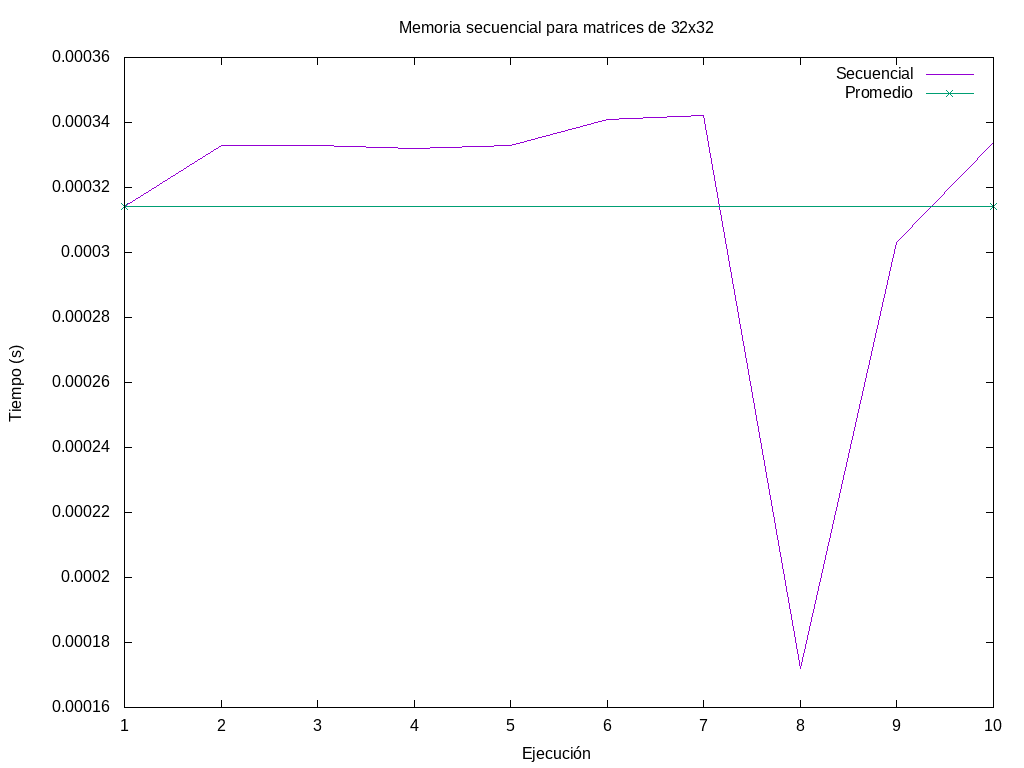 Memoria secuencial para matrices de 32x32
0.00036
0.00034
0.00032
0.0003
0.00028
0.00026
0.00024
0.00022
0.0002
0.00018
0.00016
Secuencial
Promedio
Tiempo (s)
1 2 3 4 5 6 7 8 9 10
Ejecución